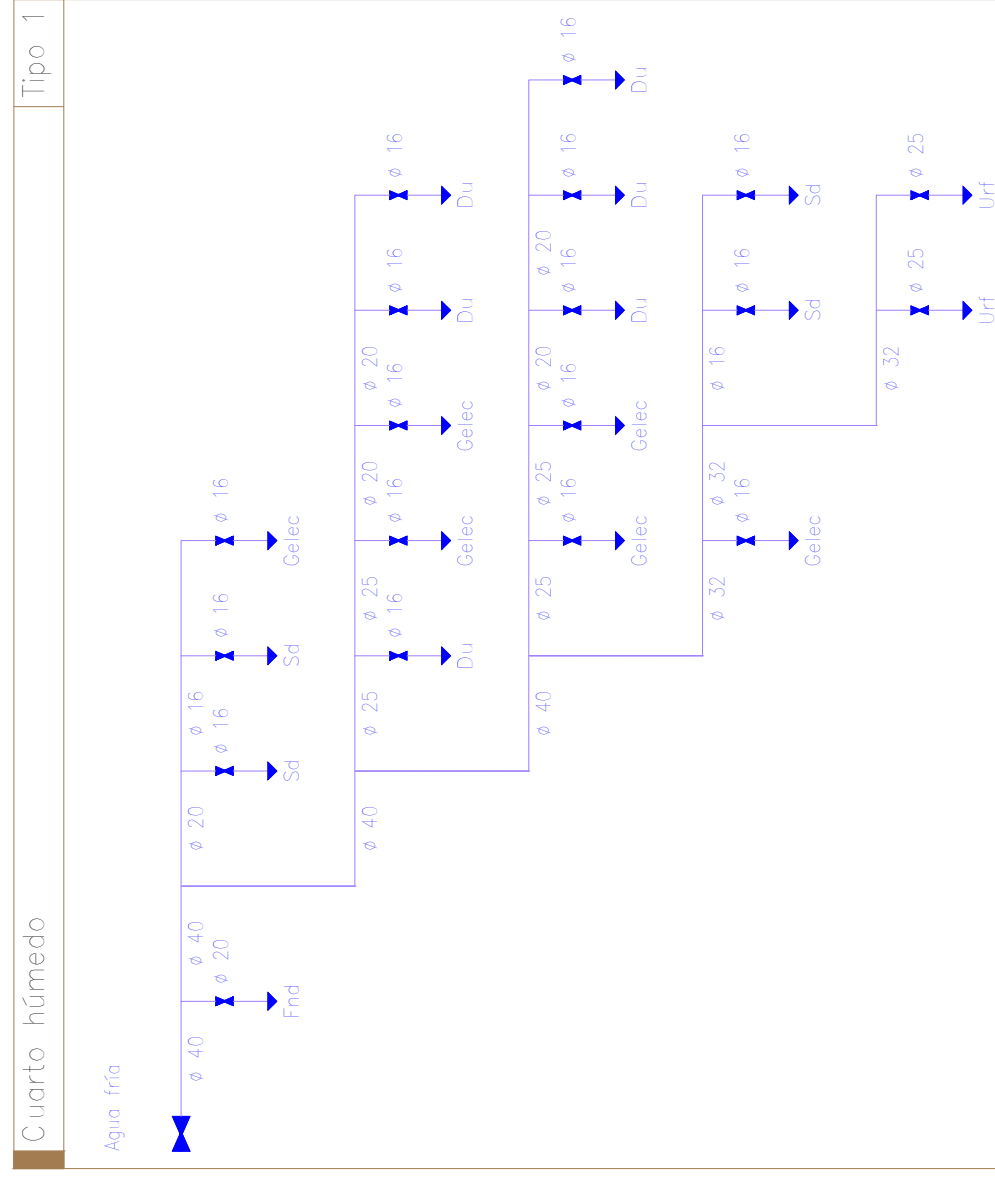 Cuarto húmedo
Tipo 1
Agua fría
ø 40
ø 20
Fnd
ø 40
ø 20
ø 16
Sd
ø 16
ø 16
Sd
ø 16
Gelec
ø 40
ø 25
ø 16
Du
ø 25
ø 16
Gelec
ø 20
ø 16
Gelec
ø 20
ø 16
Du
ø 16
Du
ø 40
ø 25
ø 16
Gelec
ø 25
ø 16
Gelec
ø 20
ø 16
Du
ø 20
ø 16
Du
ø 16
Du
ø 32
ø 16
Gelec
ø 32
ø 16
ø 16
Sd
ø 16
Sd
ø 32
ø 25
Urf
ø 25
Urf